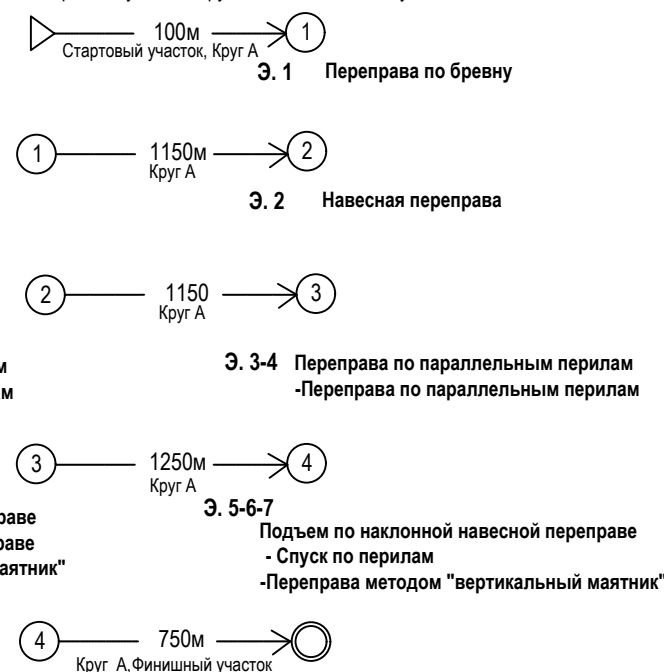 100м
1
Стартовый участок, Круг А
Э. 1 Переправа по бревну
1 1150м 2
Круг А
Э. 2 Навесная переправа
2 1150 3
Круг А
Э. 3-4 Переправа по параллельным перилам
-Переправа по параллельным перилам
3 1250м 4
Круг А
Э. 5-6-7
Подъем по наклонной навесной переправе
- Спуск по перилам
-Переправа методом "вертикальный маятник"
4 750м
Круг А,Финишный участок